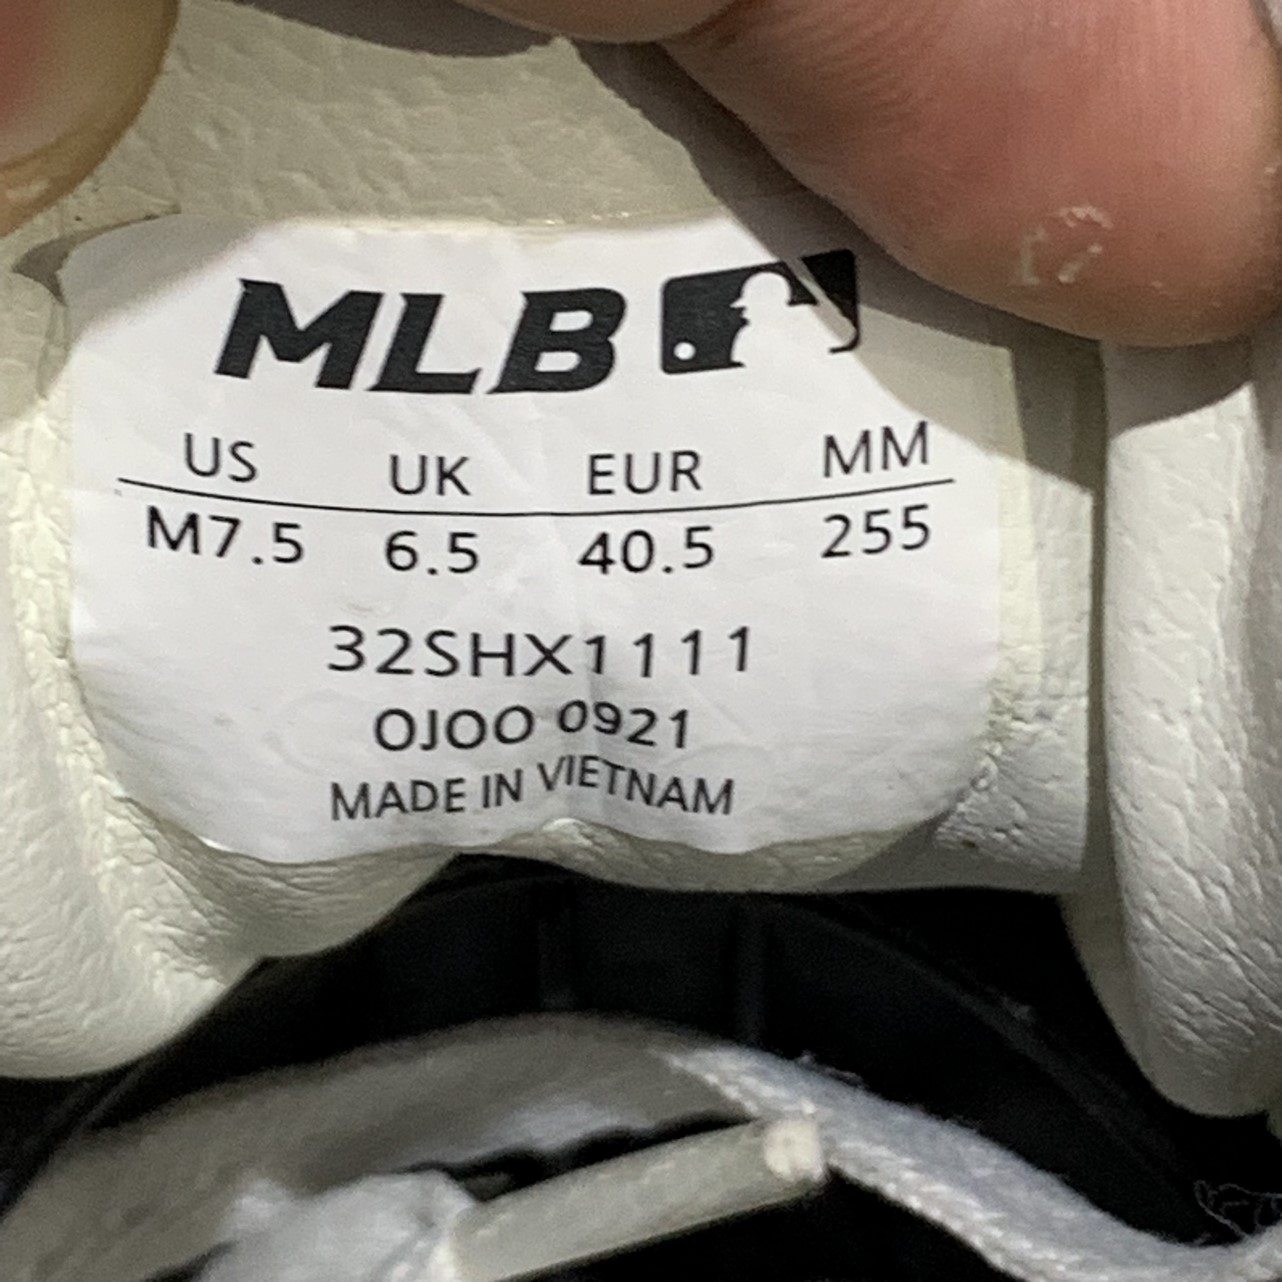 MLB
US UK EUR MM
M7.5 6.5 40.5 255
32SHX1111
OJOO 0921
MADE IN VIETNAM